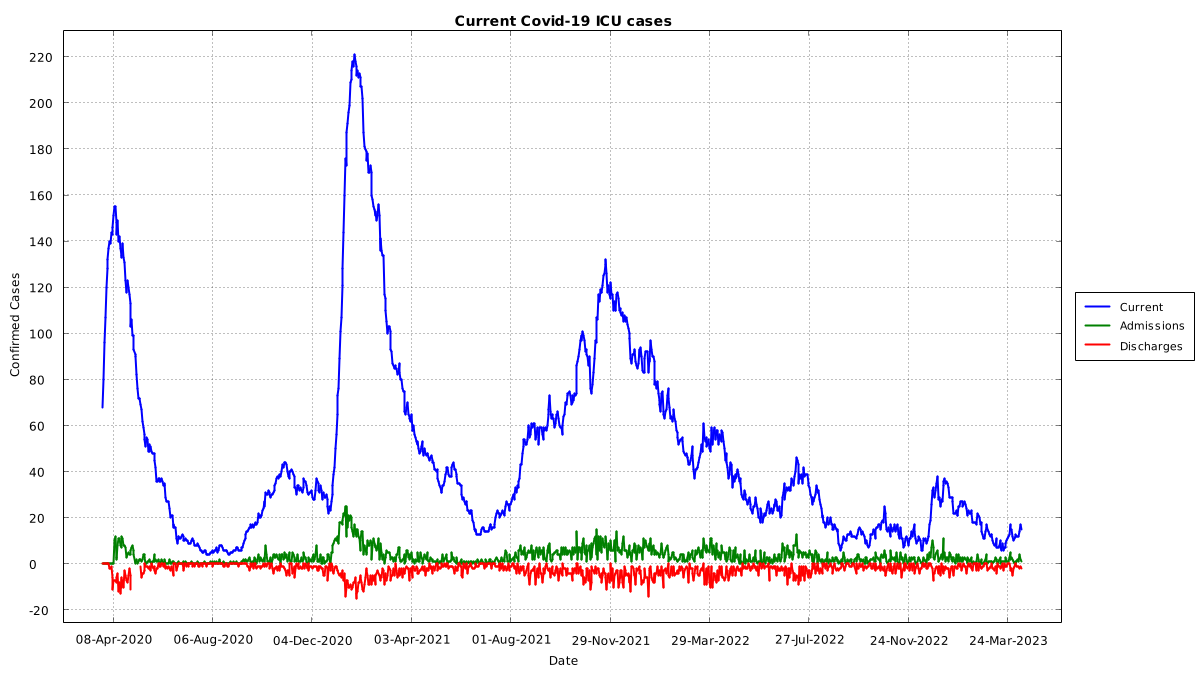 Current Covid-19 ICU cases
Confirmed Cases
220
200
180
160
140
120
100
80
60
40
20
0
-20
08-Apr-2020 06-Aug-2020 04-Dec-2020 03-Apr-2021 01-Aug-2021 29-Nov-2021 29-Mar-2022 27-Jul-2022 24-Nov-2022 24-Mar-2023
Date
Current
Admissions
Discharges